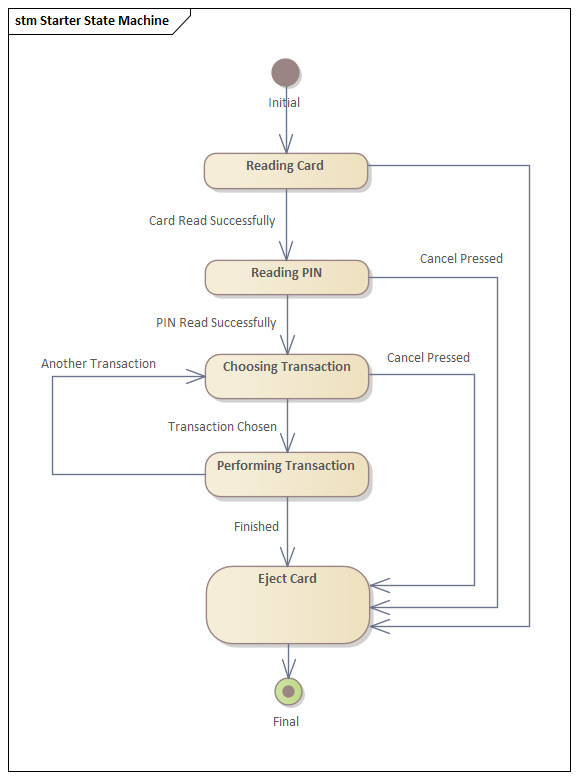 stm Starter State Machine
Initial
Reading Card
Card Read Successfully
Cancel Pressed
Reading PIN
PIN Read Successfully
Cancel Pressed
Another Transaction
Choosing Transaction
Transaction Chosen
Performing Transaction
Finished
Eject Card
Final